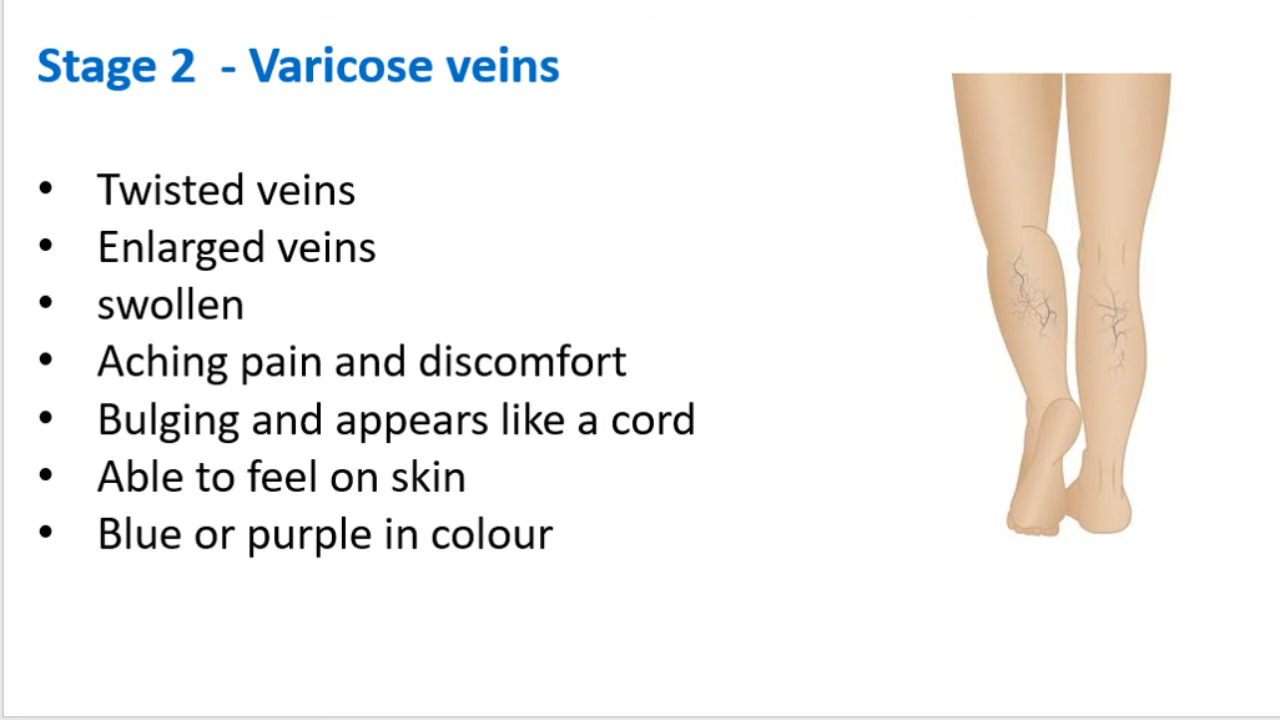 Stage 2  - Varicose veins
• Twisted veins
• Enlarged veins
• swollen
• Aching pain and discomfort
• Bulging and appears like a cord
• Able to feel on skin
• Blue or purple in colour